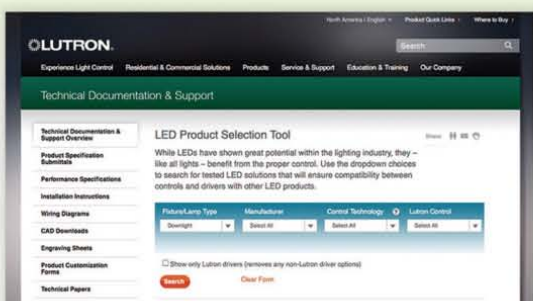 North America | English
Product Quick Links
Where to Buy
LUTRON.
Search
Experience Light Control
Residential & Commercial Solutions
Products
Service & Support
Education & Training
Our Company
Technical Documentation & Support
Technical Documentation &
Support Overview
Product Specification
Submittals
Performance Specifications
Installation Instructions
Wiring Diagrams
CAD Downloads
Engraving Sheets
Product Customization
Forms
Technical Papers
LED Product Selection Tool
Share:
While LEDs have shown great potential within the lighting industry, they –
like all lights – benefit from the proper control. Use the dropdown choices
to search for tested LED solutions that will ensure compatibility between
controls and drivers with other LED products.
Fixture/Lamp Type
Manufacturer
Control Technology ?
Lutron Control
Downlight
Select All
Select All
Select All
Show only Lutron drivers (removes any non-Lutron driver options)
Search
Clear Form